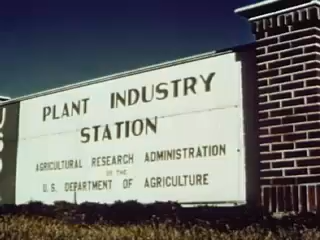 PLANT INDUSTRY
STATION
AGRICULTURAL RESEARCH ADMINISTRATION
OF THE
U.S. DEPARTMENT OF AGRICULTURE